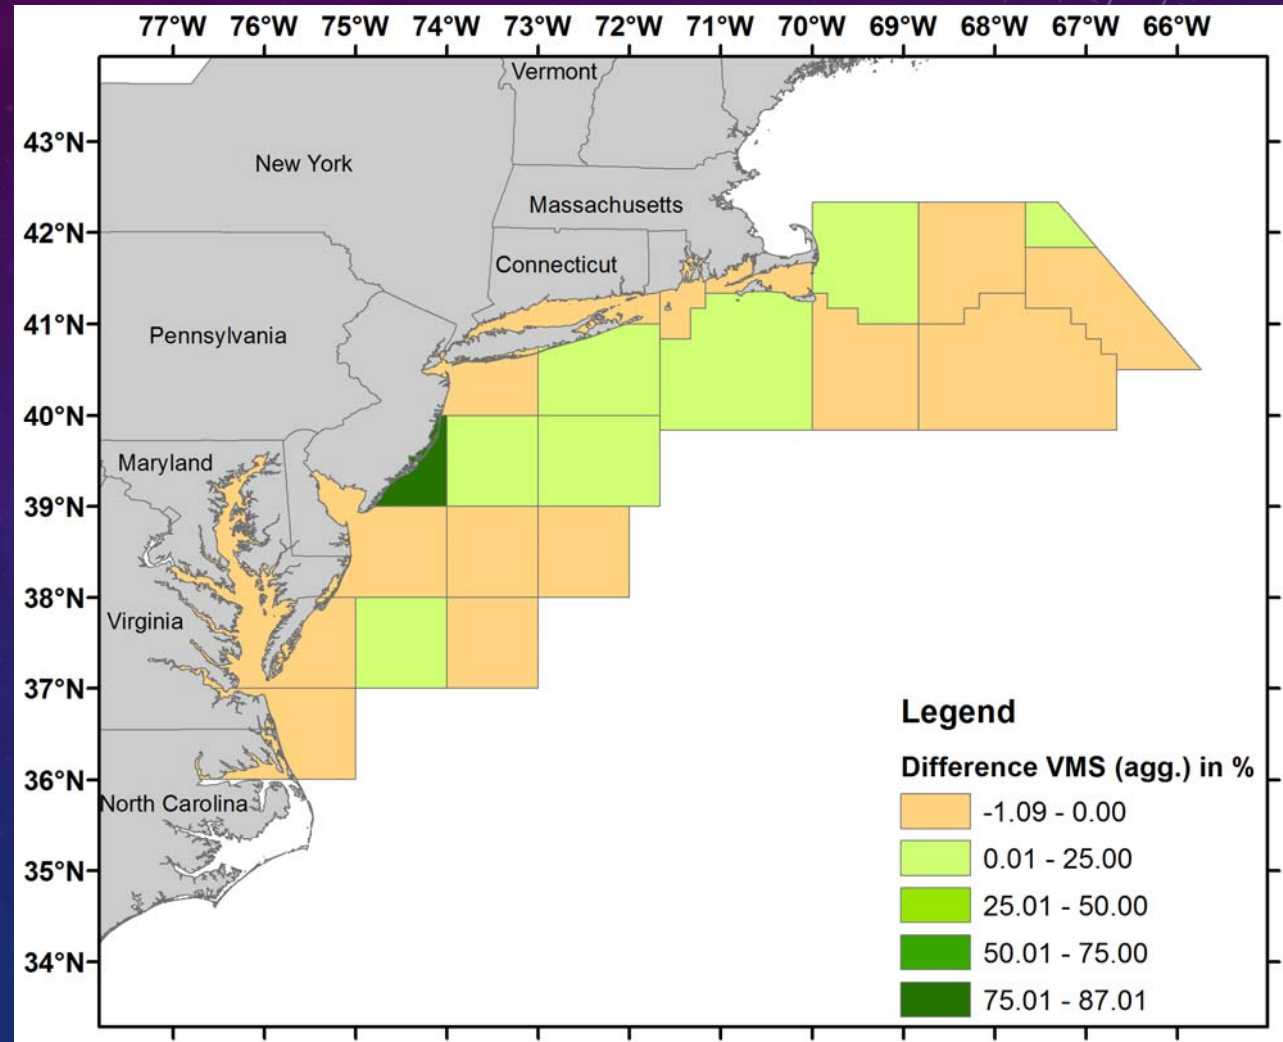 77°W 76°W 75°W 74°W 73°W 72°W 71°W 70°W 69°W 68°W 67°W 66°W
Vermont
43°N
New York
Massachusetts
42°N
Connecticut
41°N
Pennsylvania
40°N
Maryland
39°N
38°N
Virginia
37°N
36°N
North Carolina
35°N
34°N
Legend
Difference VMS (agg.) in %
-1.09 - 0.00
0.01 - 25.00
25.01 - 50.00
50.01 - 75.00
75.01 - 87.01